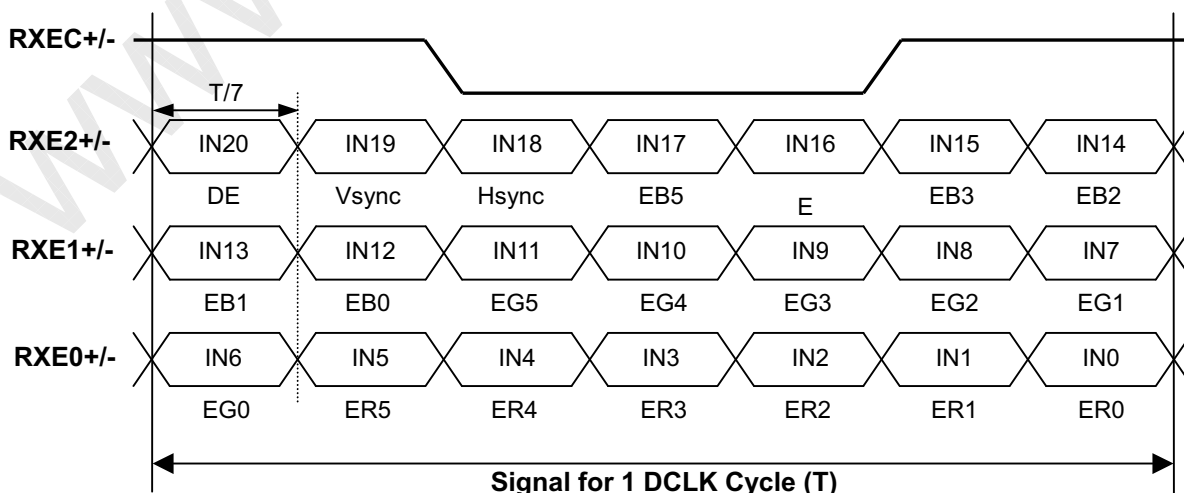 RXEC+/-
T/7
RXE2+/- IN20 IN19 IN18 IN17 IN16 IN15 IN14
DE Vsync Hsync EB5 E EB3 EB2
RXE1+/- IN13 IN12 IN11 IN10 IN9 IN8 IN7
EB1 EB0 EG5 EG4 EG3 EG2 EG1
RXE0+/- IN6 IN5 IN4 IN3 IN2 IN1 IN0
EG0 ER5 ER4 ER3 ER2 ER1 ER0
Signal for 1 DCLK Cycle (T)